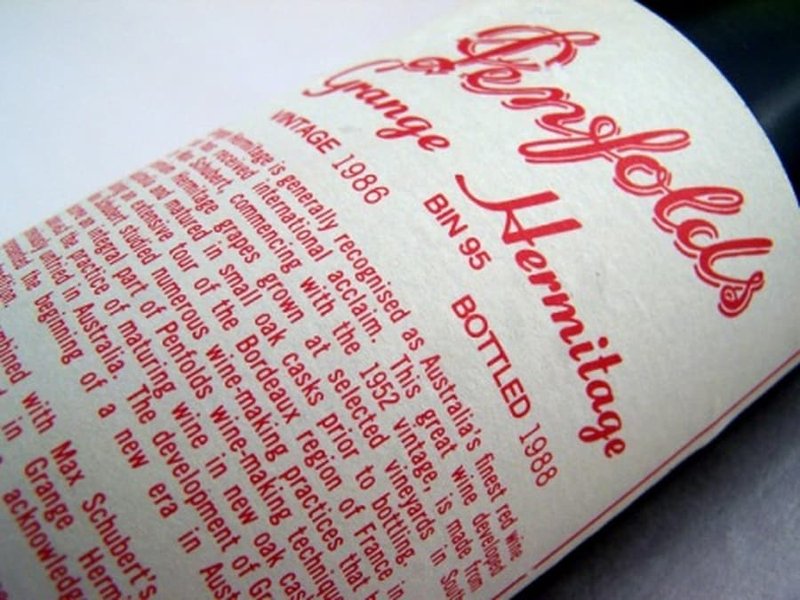 Penfolds
Grange Hermitage
VINTAGE 1986 BIN 95 BOTTLED 1988
Hermitage is generally recognised as Australia's finest red wine
has received international acclaim. This great wine developed
Max Schubert, commencing with the 1952 vintage, is made from
hermitage grapes grown at selected vineyards in South
and matured in small oak casks prior to bottling.
an extensive tour of the Bordeaux region of France in
Schubert studied numerous wine-making practices that
an integral part of Penfolds wine-making technique
the practice of maturing wine in new oak
untried in Australia. The development of
the beginning of a new era in
combined with Max Schubert's
in Grange